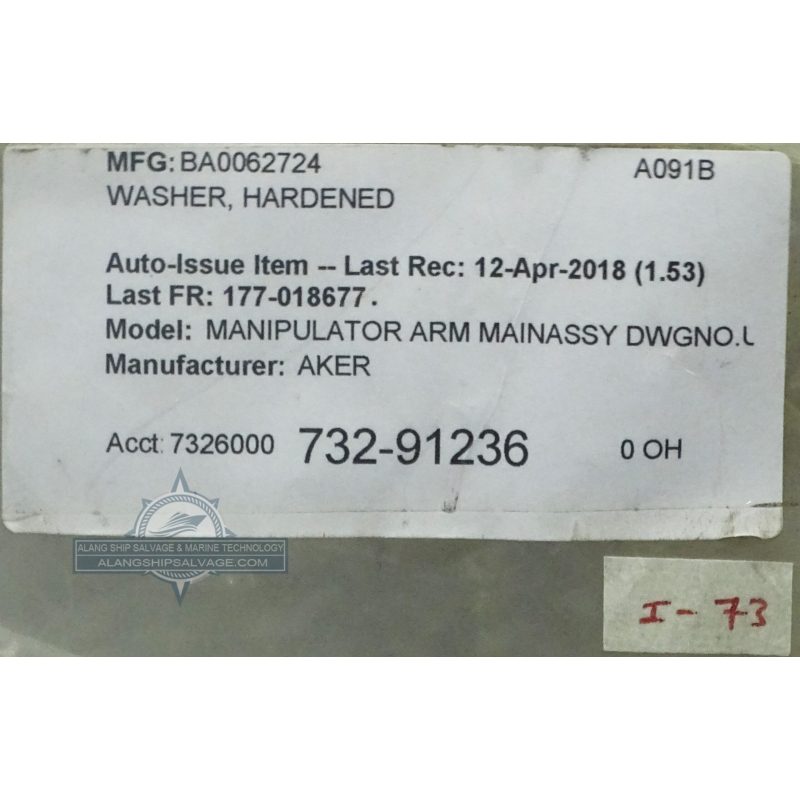 MFG: BA0062724 A091B
WASHER, HARDENED
Auto-Issue Item -- Last Rec: 12-Apr-2018 (1.53)
Last FR: 177-018677.
Model: MANIPULATOR ARM MAINASSY DWGNO.
Manufacturer: AKER
Acct: 7326000 732-91236 0 OH
ALANG SHIP SALVAGE & MARINE TECHNOLOGY
ALANGSHIPSALVAGE.COM
I-73